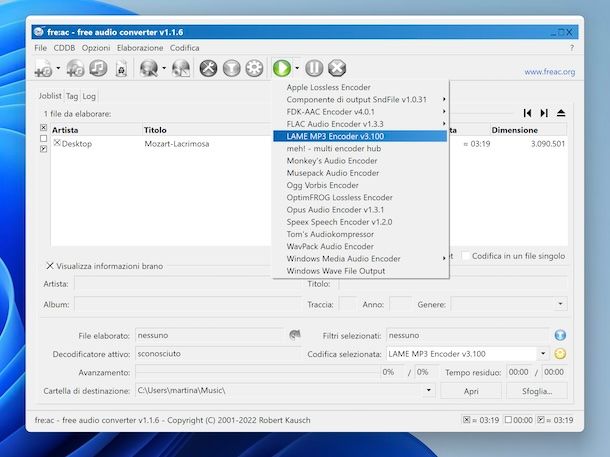 fre:ac - free audio converter v1.1.6
File CDDB Opzioni Elaborazione Codifica ?
www.freac.org
Joblist Tag Log
1 file da elaborare:
Artista Titolo Dimensione
Desktop Mozart-Lacrimosa ≈ 03:19 3.090.501
Apple Lossless Encoder
Componente di output SndFile v1.0.31
FDK-AAC Encoder v4.0.1
FLAC Audio Encoder v1.3.3
LAME MP3 Encoder v3.100
meh! - multi encoder hub
Monkey's Audio Encoder
Musepack Audio Encoder
Ogg Vorbis Encoder
OptimFROG Lossless Encoder
Opus Audio Encoder v1.3.1
Speex Speech Encoder v1.2.0
Tom's Audiokompressor
WavPack Audio Encoder
Windows Media Audio Encoder
Windows Wave File Output
Codifica in un file singolo
Visualizza informazioni brano
Artista: Titolo:
Album: Traccia: Anno: Genere:
File elaborato: nessuno Filtri selezionati: nessuno
Decodificatore attivo: sconosciuto Codifica selezionata: LAME MP3 Encoder v3.100
Avanzamento: 0% / 0% Tempo residuo: 00:00 / 00:00
Cartella di destinazione: C:\Users\martina\Music\ Apri Sfoglia...
fre:ac - free audio converter v1.1.6 - Copyright (C) 2001-2022 Robert Kausch ≈ 03:19 00:00 ≈ 03:19